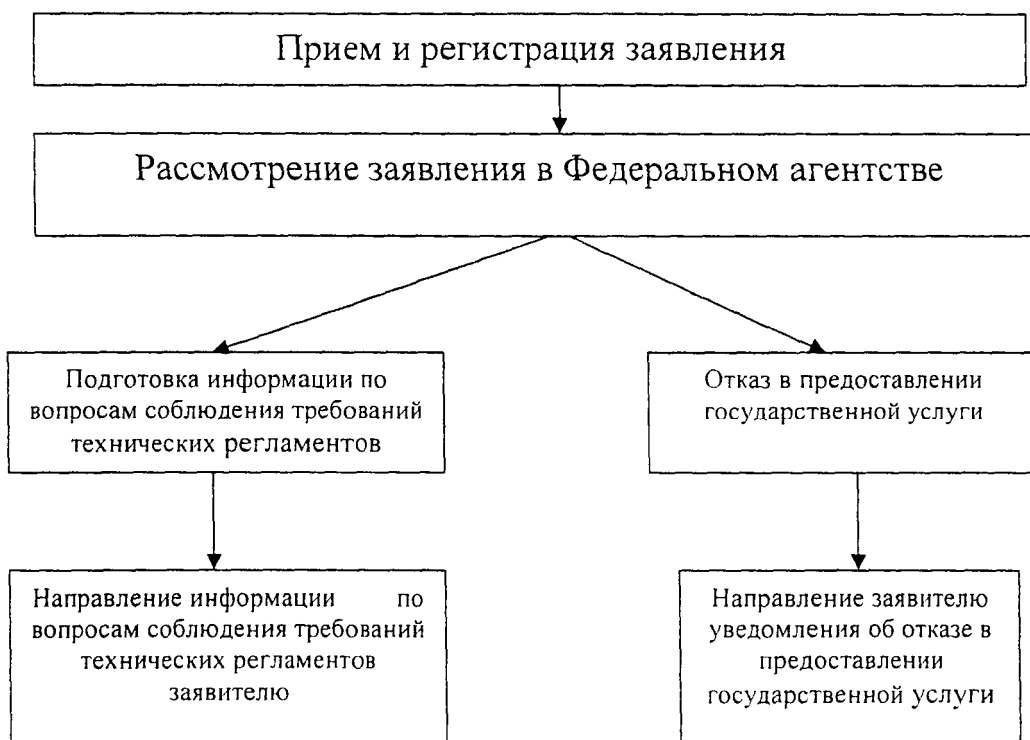 Прием и регистрация заявления
Рассмотрение заявления в Федеральном агентстве
Подготовка информации по
вопросам соблюдения требований
технических регламентов
Отказ в предоставлении
государственной услуги
Направление информации по
вопросам соблюдения требований
технических регламентов
заявителю
Направление заявителю
уведомления об отказе в
предоставлении
государственной услуги